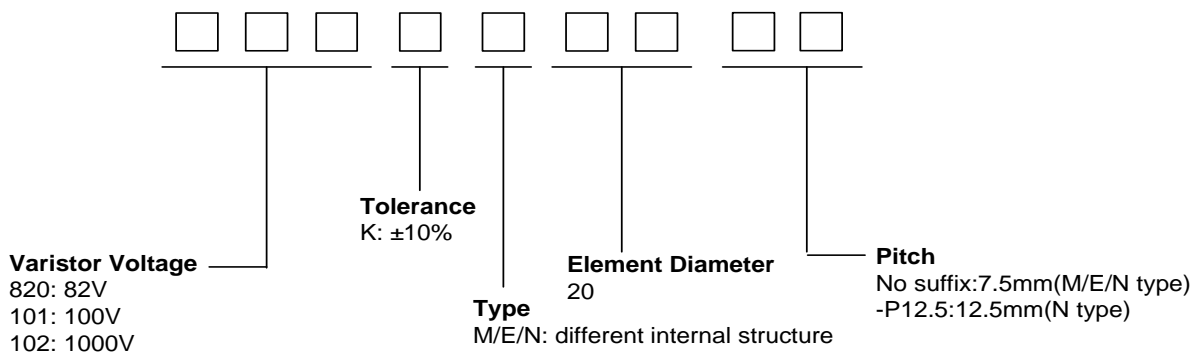 Varistor Voltage
820: 82V
101: 100V
102: 1000V
Tolerance
K: ±10%
Type
M/E/N: different internal structure
Element Diameter
20
Pitch
No suffix:7.5mm(M/E/N type)
-P12.5:12.5mm(N type)